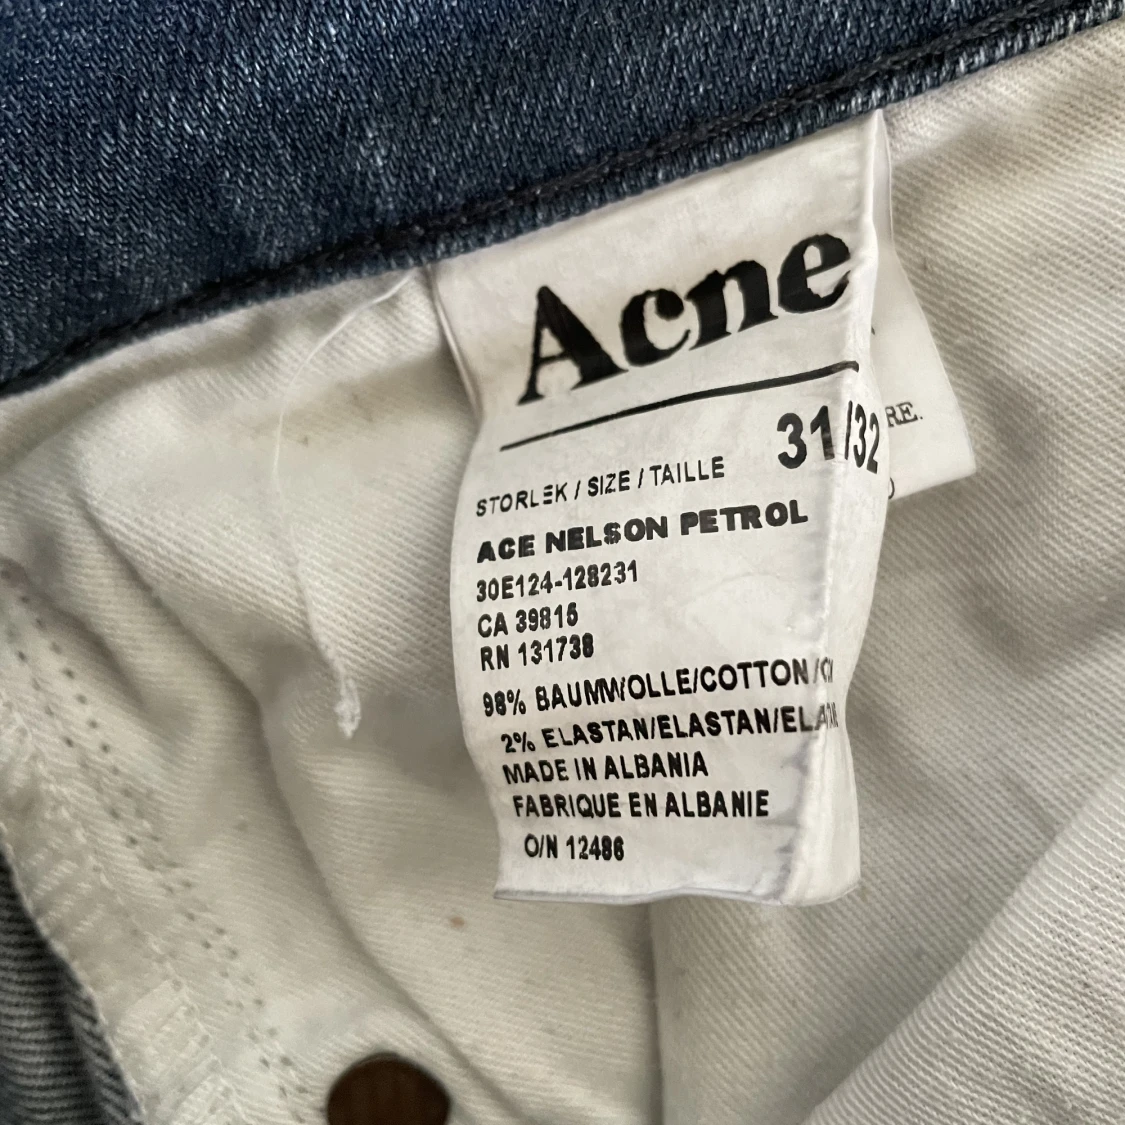 Acne
31/32
STORLEK / SIZE / TAILLE
ACE NELSON PETROL
30E124-128231
CA 39815
RN 131738
98% BAUMWOLLE/COTTON
2% ELASTAN/ELASTAN/
MADE IN ALBANIA
FABRIQUE EN ALBANIE
O/N 12486
RE.